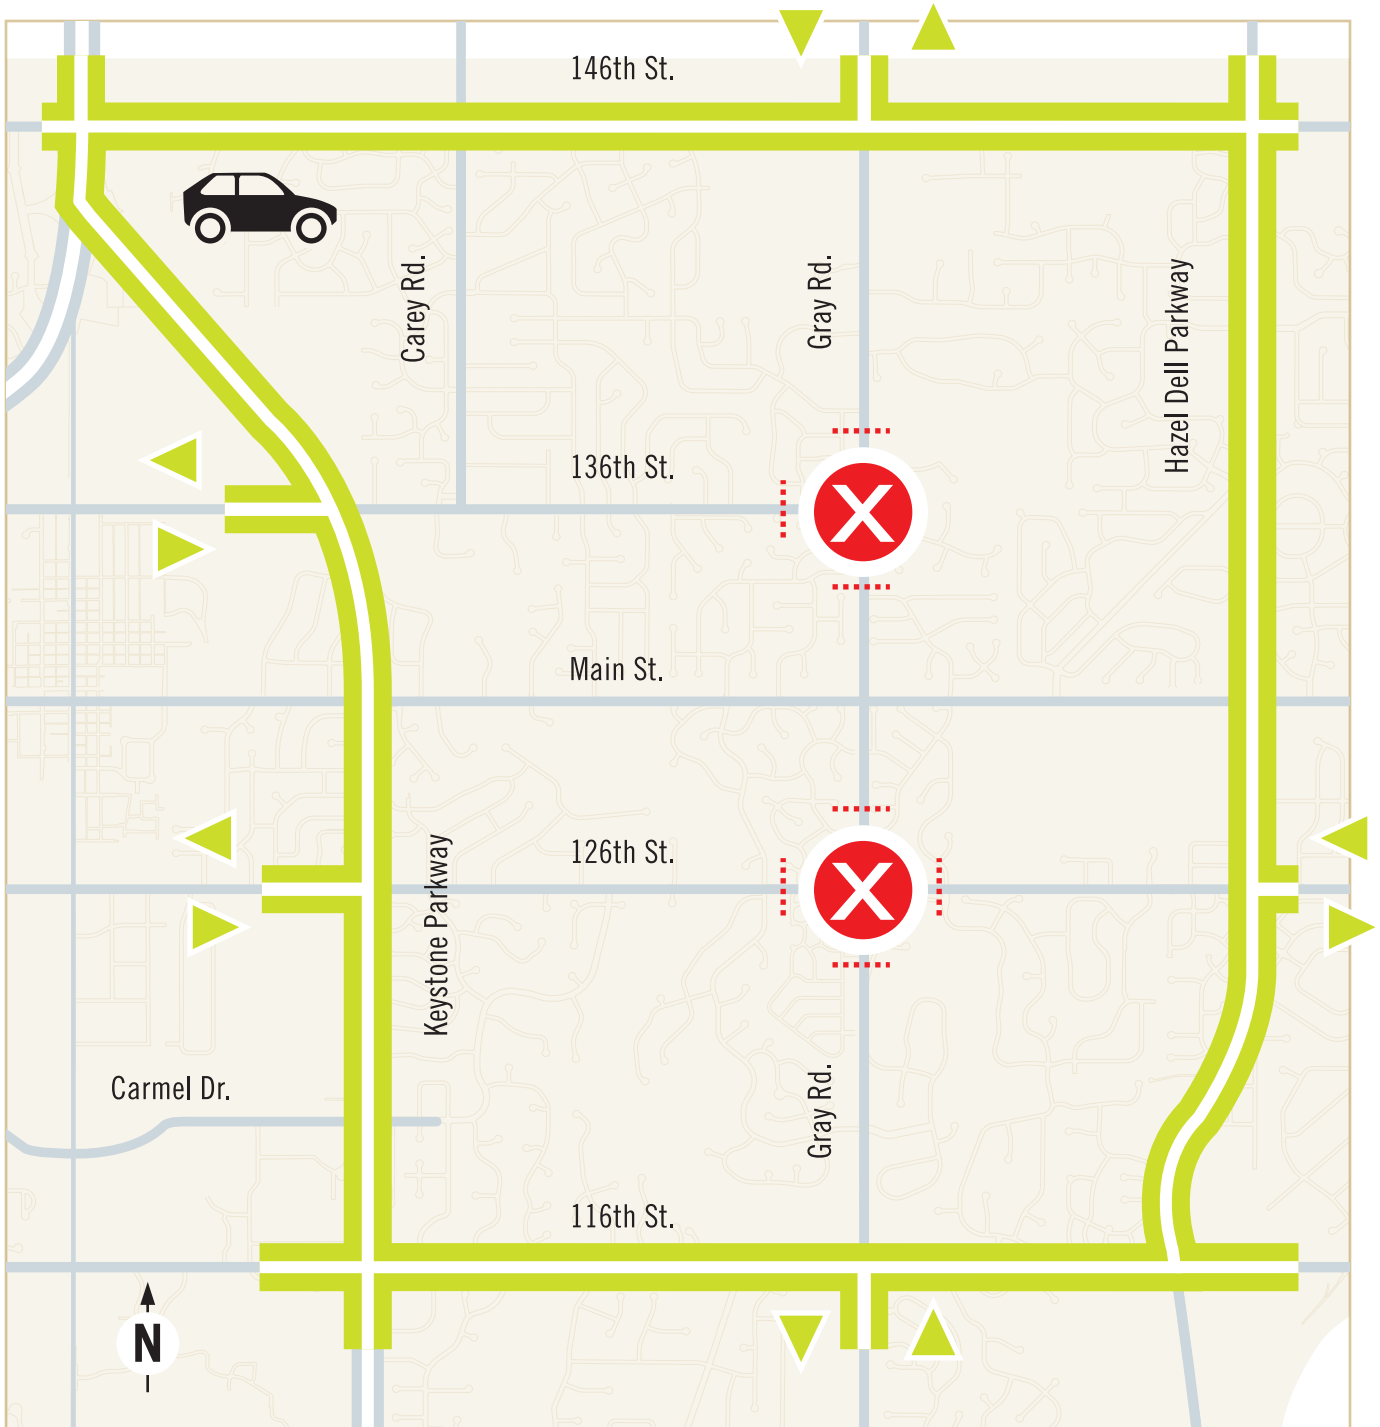 146th St.
Carey Rd.
Gray Rd.
Hazel Dell Parkway
136th St.
X
Main St.
126th St.
X
Keystone Parkway
Carmel Dr.
Gray Rd.
116th St.
N